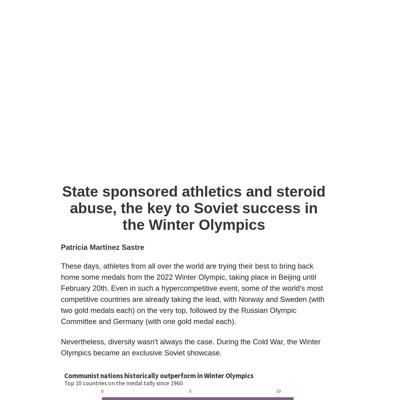 State sponsored athletics and steroid
abuse, the key to Soviet success in
the Winter Olympics
Patricia Martínez Sastre
These days, athletes from all over the world are trying their best to bring back
home some medals from the 2022 Winter Olympic, taking place in Beijing until
February 20th. Even in such a hypercompetitive event, some of the world's most
competitive countries are already taking the lead, with Norway and Sweden (with
two gold medals each) on the very top, followed by the Russian Olympic
Committee and Germany (with one gold medal each).
Nevertheless, diversity wasn't always the case. During the Cold War, the Winter
Olympics became an exclusive Soviet showcase.
Communist nations historically outperform in Winter Olympics
Top 10 countries on the medal tally since 1960
0 5 10